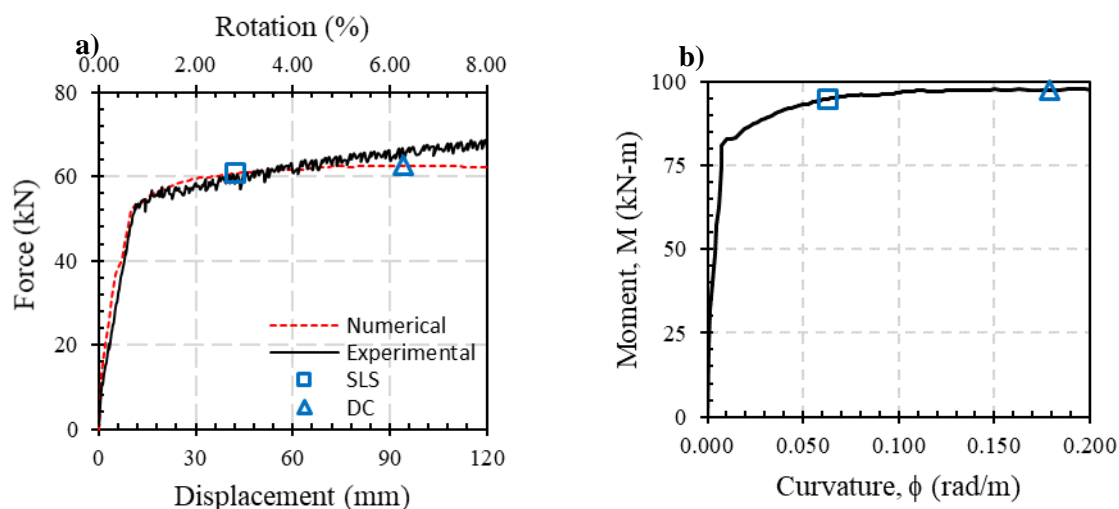 a)
Rotation (%)
0.00 2.00 4.00 6.00 8.00
80
60
40
20
0
Force (kN)
Numerical
Experimental
SLS
DC
0 30 60 90 120
Displacement (mm)
b)
100
75
50
25
0
Moment, M (kN-m)
0.000 0.050 0.100 0.150 0.200
Curvature, ϕ (rad/m)